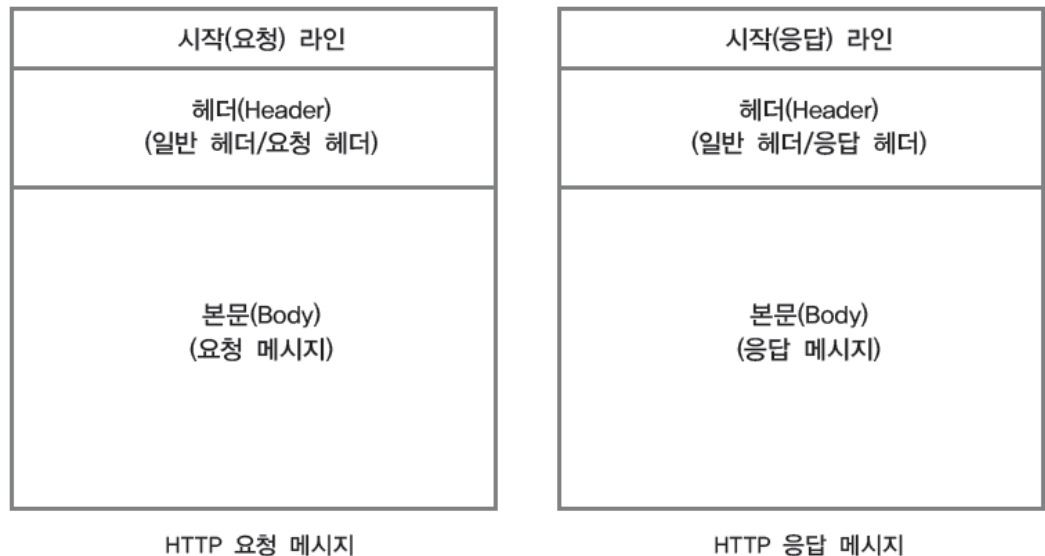 시작(요청) 라인
헤더(Header)
(일반 헤더/요청 헤더)
본문(Body)
(요청 메시지)
HTTP 요청 메시지
시작(응답) 라인
헤더(Header)
(일반 헤더/응답 헤더)
본문(Body)
(응답 메시지)
HTTP 응답 메시지